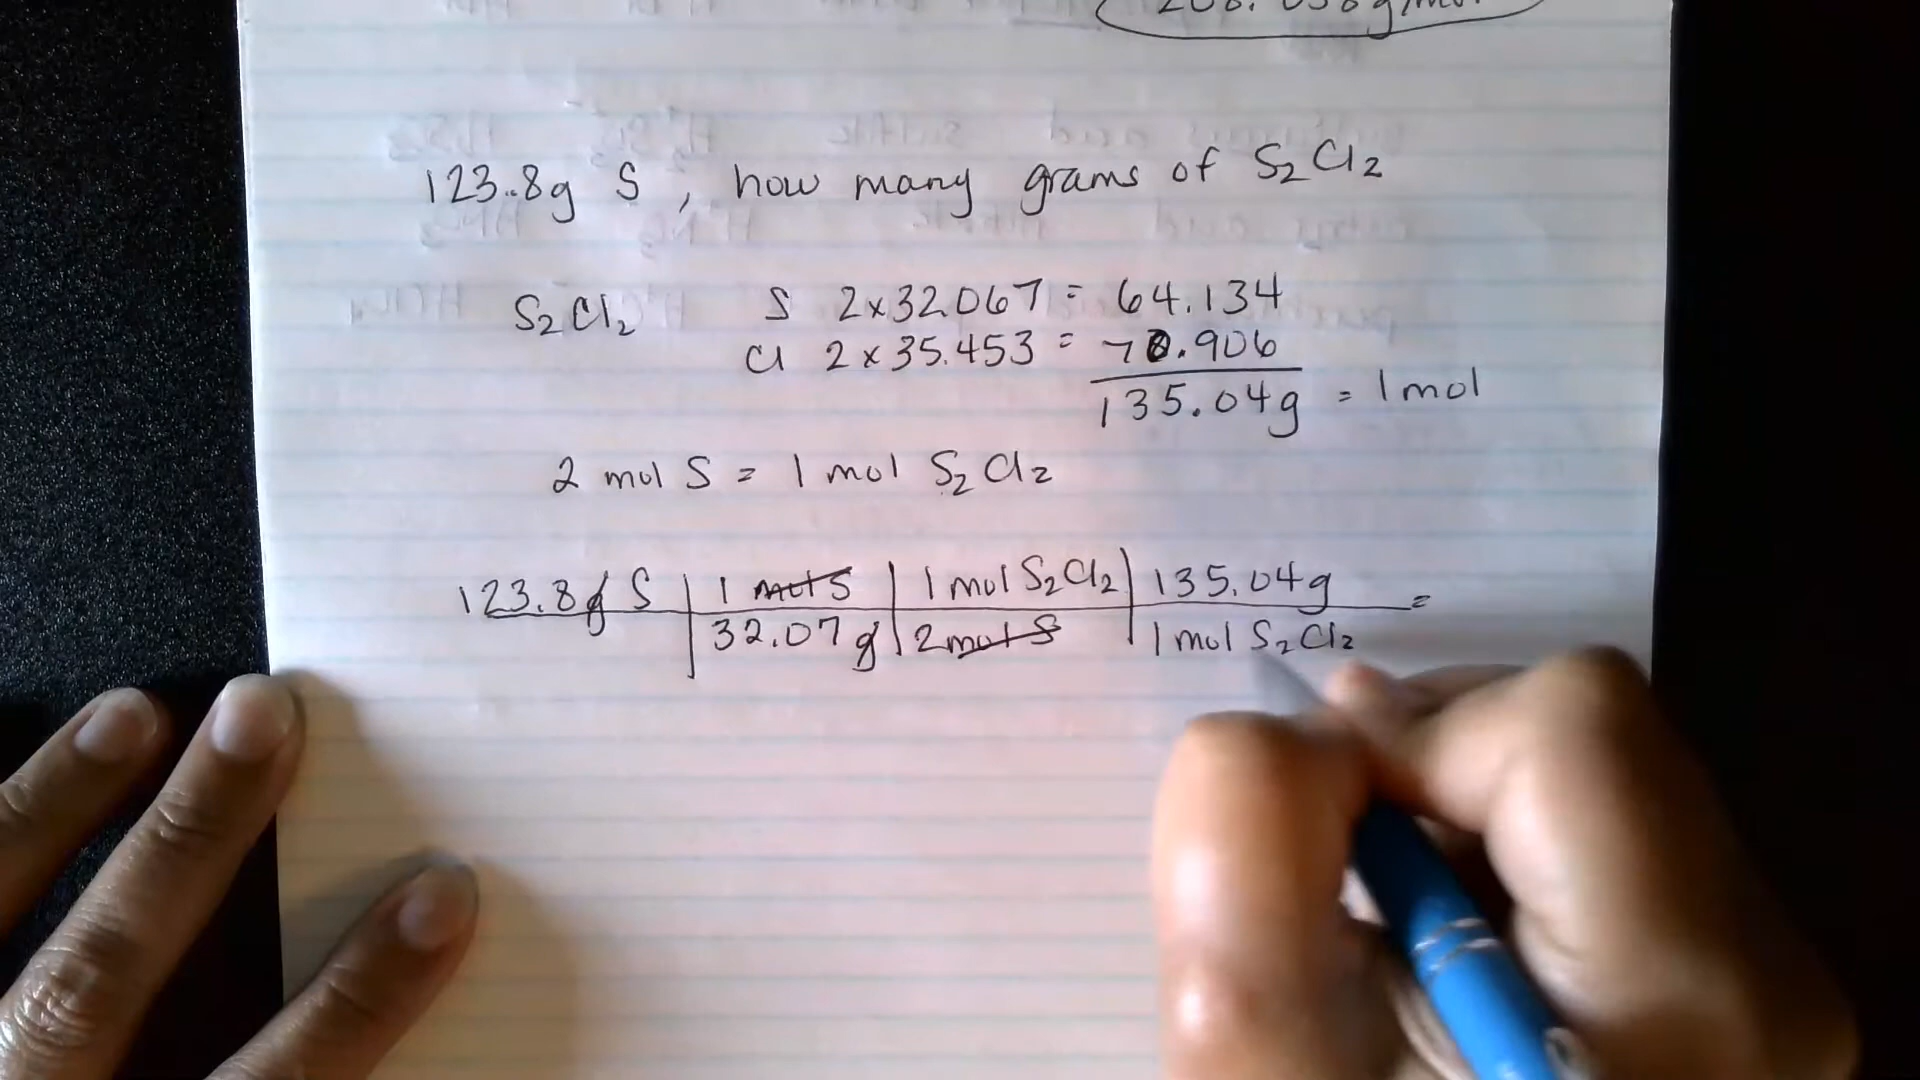 123.8g S, how many grams of S₂Cl₂
S₂Cl₂ S 2x32.067 = 64.134
Cl 2x35.453 = 70.906
135.04g = 1mol
2 mol S = 1 mol S₂Cl₂
123.8g S | 1 mol S | 1mol S₂Cl₂ | 135.04g =
32.07g | 2 mol S | 1 mol S₂Cl₂